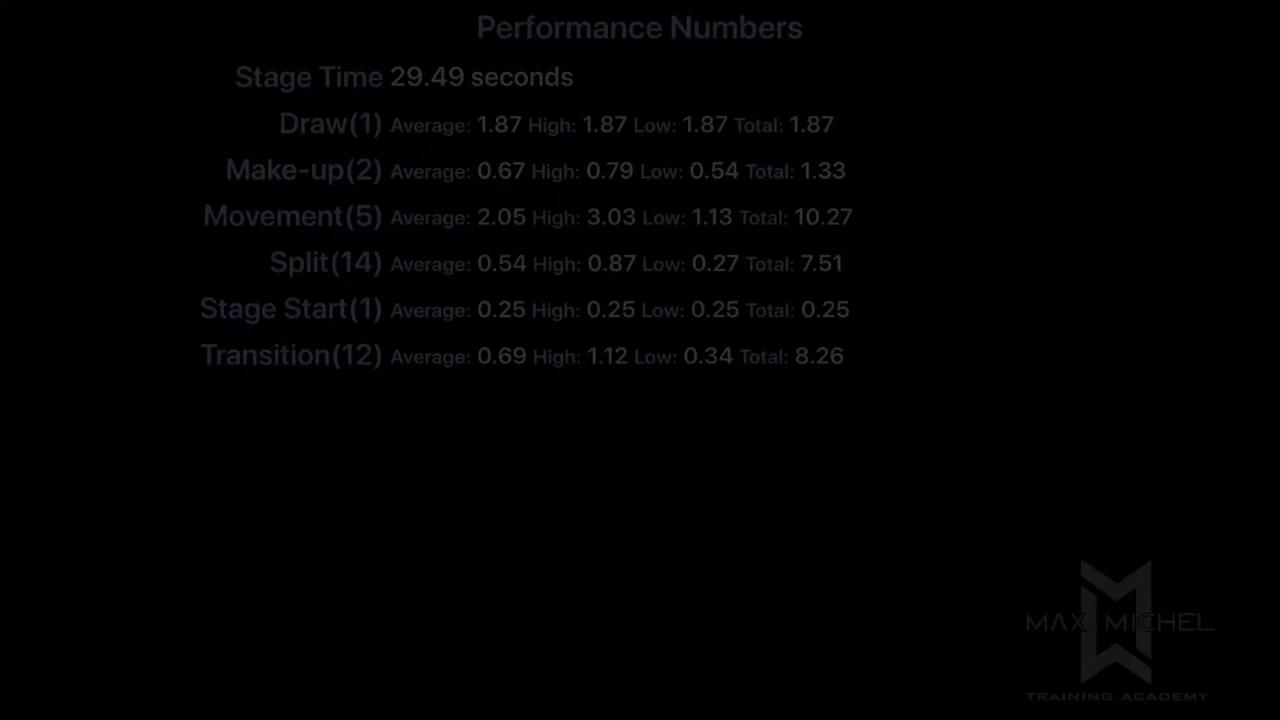 Performance Numbers
Stage Time 29.49 seconds
Draw(1) Average: 1.87 High: 1.87 Low: 1.87 Total: 1.87
Make-up(2) Average: 0.67 High: 0.79 Low: 0.54 Total: 1.33
Movement(5) Average: 2.05 High: 3.03 Low: 1.13 Total: 10.27
Split(14) Average: 0.54 High: 0.87 Low: 0.27 Total: 7.51
Stage Start(1) Average: 0.25 High: 0.25 Low: 0.25 Total: 0.25
Transition(12) Average: 0.69 High: 1.12 Low: 0.34 Total: 8.26
MAX MICHEL
TRAINING ACADEMY